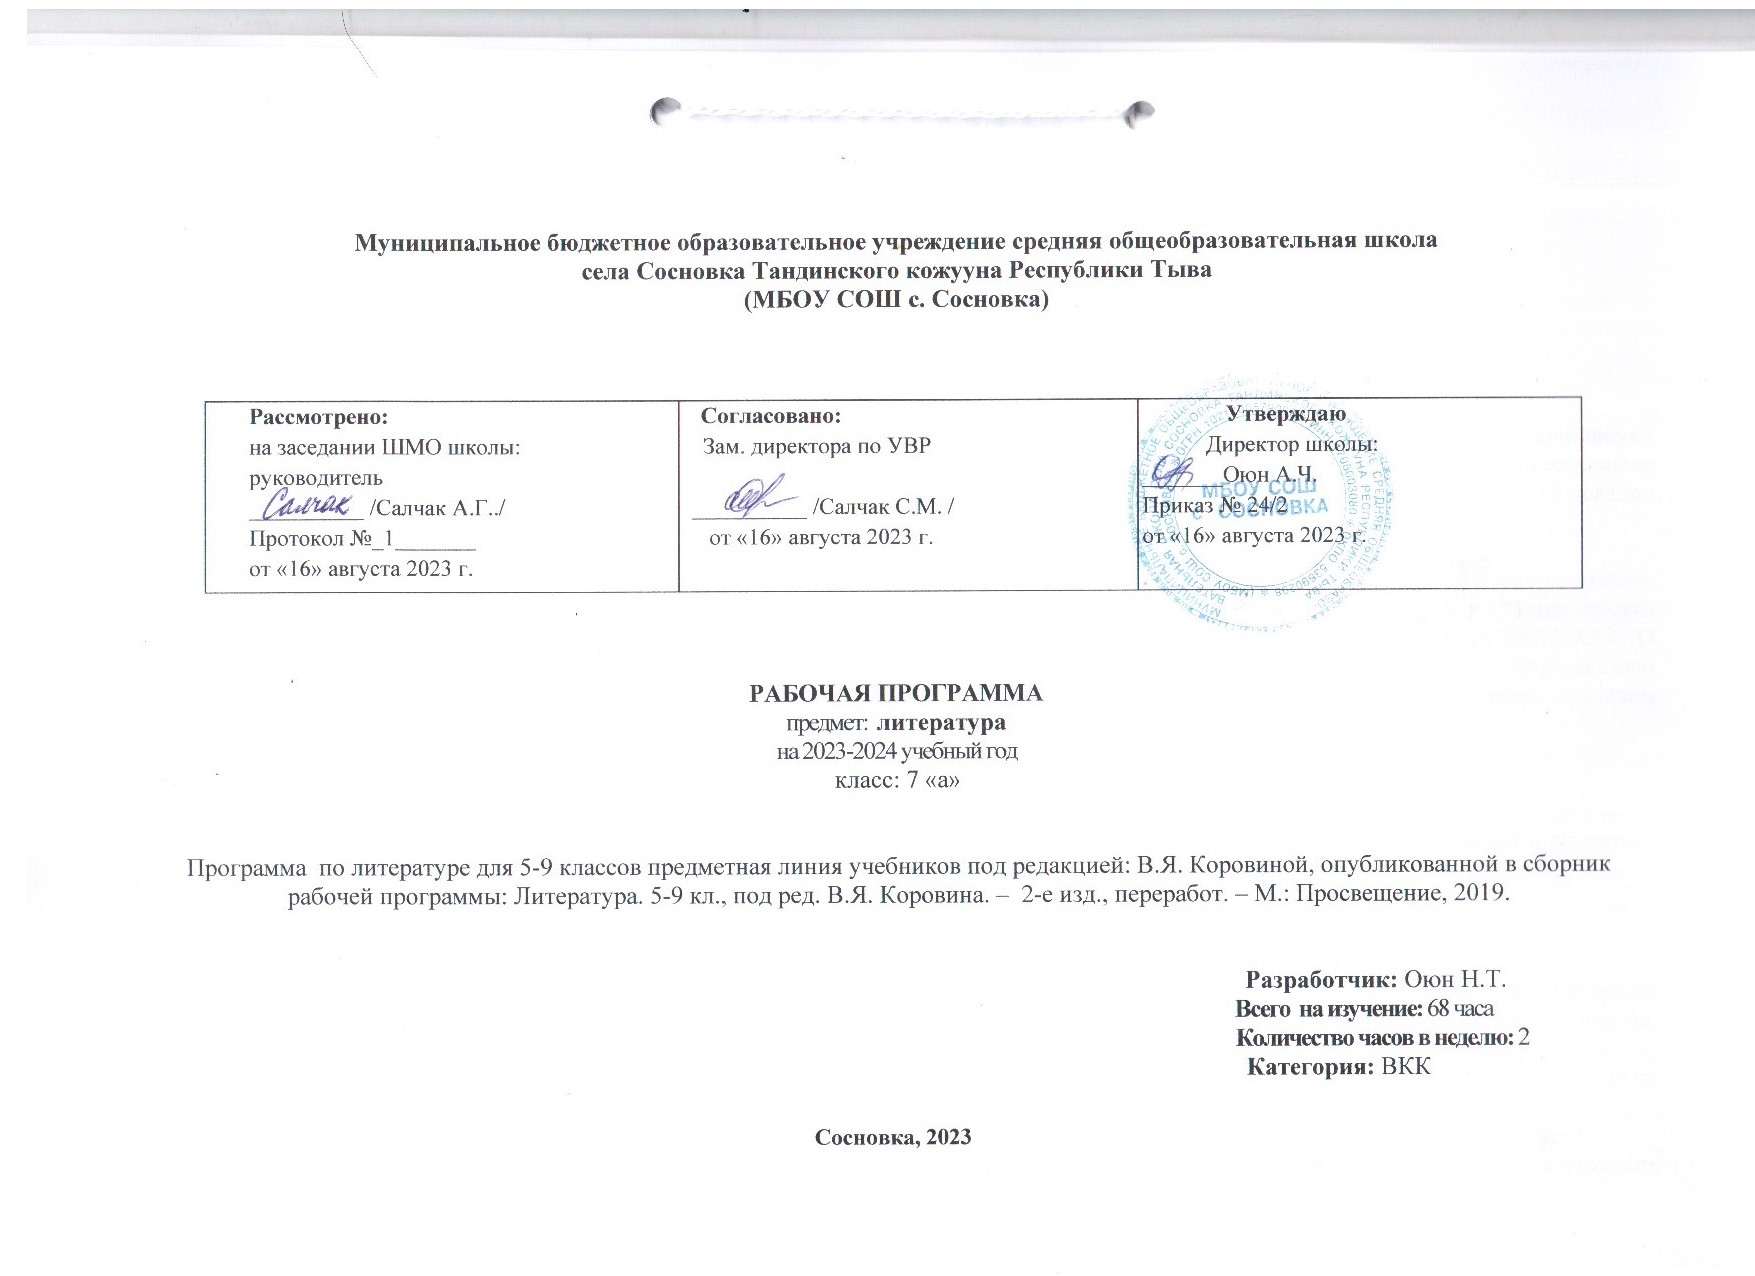 Муниципальное бюджетное образовательное учреждение средняя общеобразовательная школа
села Сосновка Тандинского кожууна Республики Тыва
(МБОУ СОШ с. Сосновка)
Рассмотрено:
на заседании ШМО школы:
руководитель
Салчак /Салчак А.Г../
Протокол №_1_______
от «16» августа 2023 г.
Согласовано:
Зам. директора по УВР
__________ /Салчак С.М. /
от «16» августа 2023 г.
Утверждаю
Директор школы:
_______ Оюн А.Ч.
Приказ № 24/2
от «16» августа 2023 г.
МБОУ СОШ
с СОСНОВКА
РАБОЧАЯ ПРОГРАММА
предмет: литература
на 2023-2024 учебный год
класс: 7 «а»
Программа по литературе для 5-9 классов предметная линия учебников под редакцией: В.Я. Коровиной, опубликованной в сборник
рабочей программы: Литература. 5-9 кл., под ред. В.Я. Коровина. – 2-е изд., переработ. – М.: Просвещение, 2019.
Разработчик: Оюн Н.Т.
Всего на изучение: 68 часа
Количество часов в неделю: 2
Категория: ВКК
Сосновка, 2023